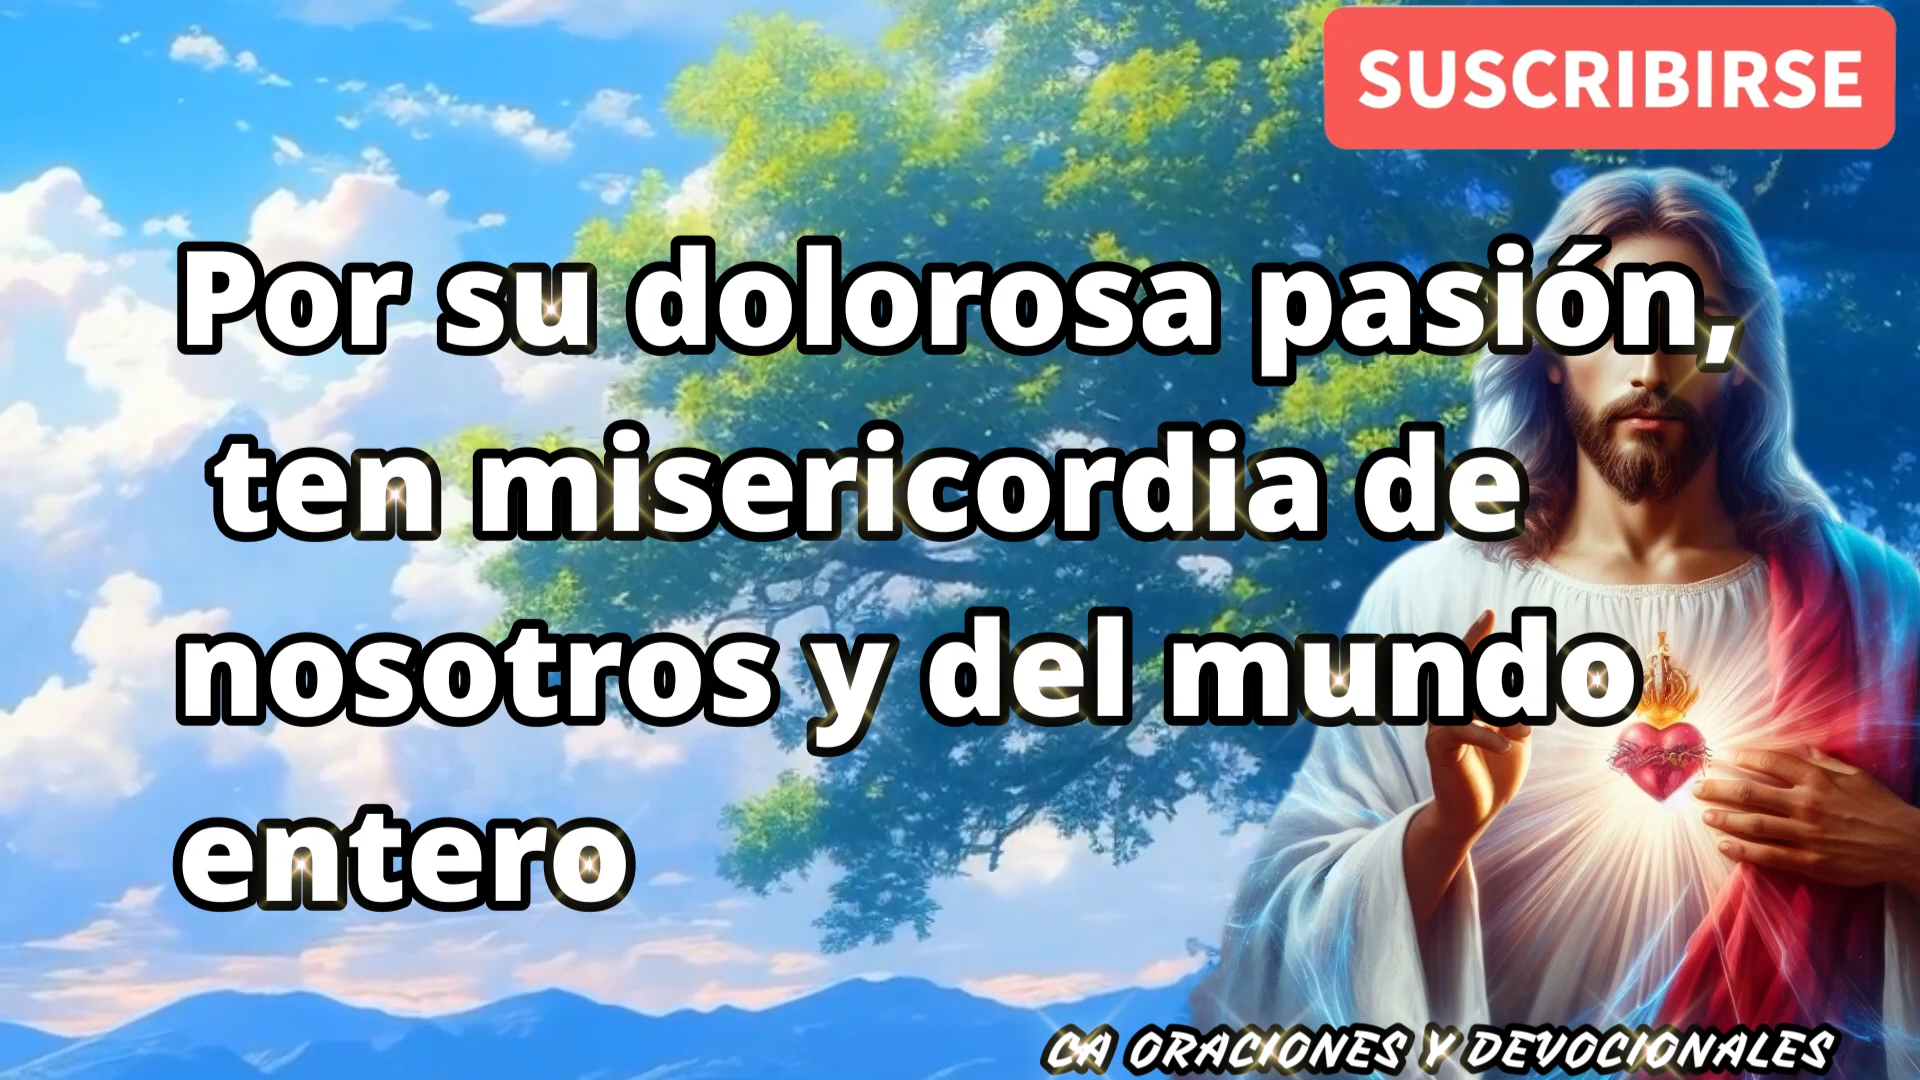 SUSCRIBIRSE
Por su dolorosa pasión,
ten misericordia de
nosotros y del mundo
entero
CA ORACIONES Y DEVOCIONALES